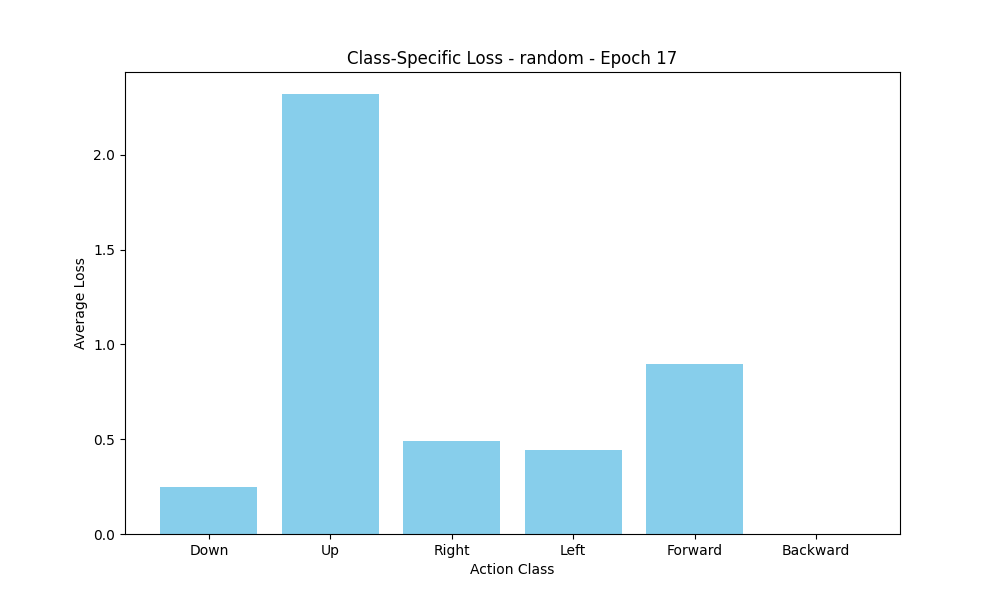 Class-Specific Loss - random - Epoch 17
Average Loss
2.0
1.5
1.0
0.5
0.0
Down Up Right Left Forward Backward
Action Class